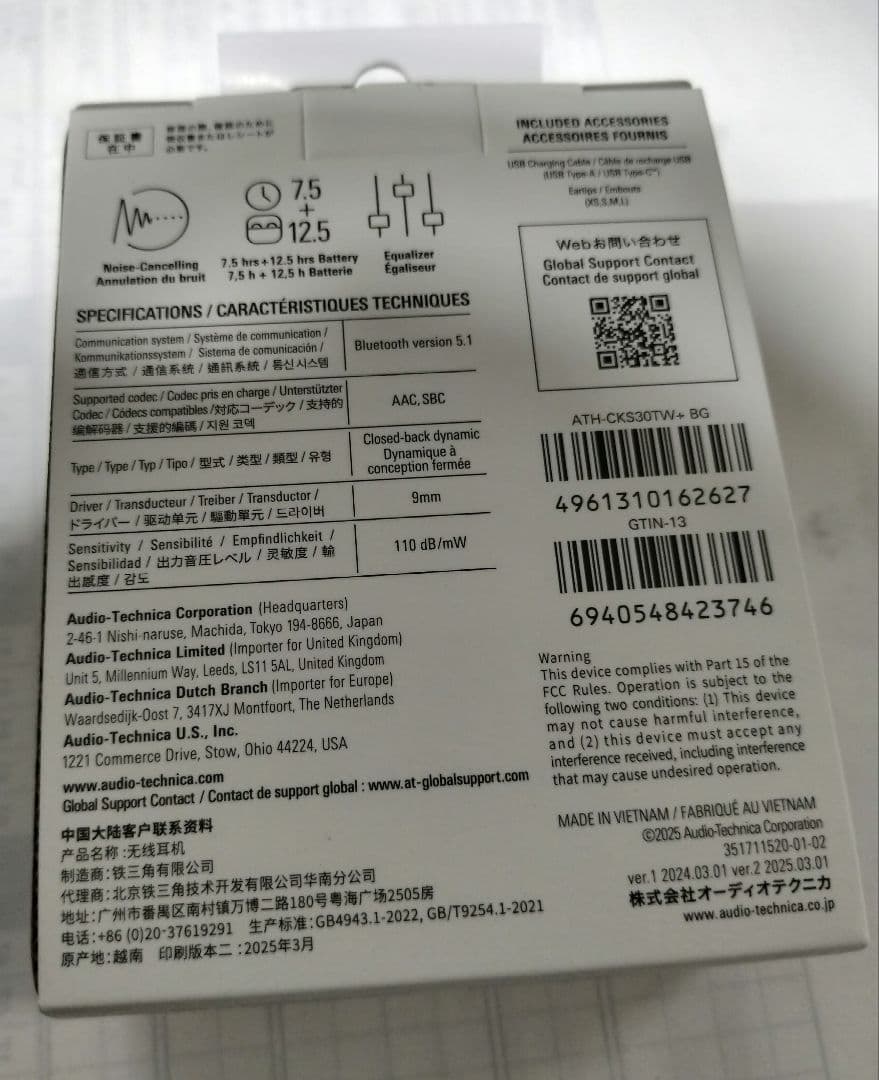 保証書
在中
7.5
+
12.5
Noise-Cancelling
Annulation du bruit
7.5 hrs+12.5 hrs Battery
7,5 h + 12,5 h Batterie
Equalizer
Égaliseur
SPECIFICATIONS / CARACTÉRISTIQUES TECHNIQUES
Communication system / Système de communication /
Kommunikationssystem / Sistema de comunicación /
通信方式 / 通信系统 / 通訊系統 / 통신 시스템
Bluetooth version 5.1
Supported codec / Codec pris en charge / Unterstützter
Codec / Códecs compatibles /対応コーデック / 支持的
编解码器 / 支援的編碼 / 지원 코덱
AAC, SBC
Type / Type / Typ / Tipo / 型式 / 类型 / 類型 / 유형
Closed-back dynamic
Dynamique à
conception fermée
Driver / Transducteur / Treiber / Transductor /
ドライバー / 驱动单元 / 驅動單元 / 드라이버
9mm
Sensitivity / Sensibilité / Empfindlichkeit /
Sensibilidad / 出力音圧レベル / 灵敏度 / 輸
出感度 / 감도
110 dB/mW
Audio-Technica Corporation (Headquarters)
2-46-1 Nishi-naruse, Machida, Tokyo 194-8666, Japan
Audio-Technica Limited (Importer for United Kingdom)
Unit 5, Millennium Way, Leeds, LS11 5AL, United Kingdom
Audio-Technica Dutch Branch (Importer for Europe)
Waardsedijk-Oost 7, 3417XJ Montfoort, The Netherlands
Audio-Technica U.S., Inc.
1221 Commerce Drive, Stow, Ohio 44224, USA
www.audio-technica.com
Global Support Contact / Contact de support global : www.at-globalsupport.com
中国大陆客户联系资料
产品名称:无线耳机
制造商:铁三角有限公司
代理商:北京铁三角技术开发有限公司华南分公司
地址:广州市番禺区南村镇万博二路180号粤海广场2505房
电话:+86 (0)20-37619291 生产标准:GB4943.1-2022, GB/T9254.1-2021
原产地:越南 印刷版本二:2025年3月
INCLUDED ACCESSORIES
ACCESSOIRES FOURNIS
USB Charging Cable / Câble de recharge USB
(USB Type-A / USB Type-C™)
Eartips / Embouts
(XS,S,M,L)
Webお問い合わせ
Global Support Contact
Contact de support global
ATH-CKS30TW+ BG
4961310162627
GTIN-13
6940548423746
Warning
This device complies with Part 15 of the
FCC Rules. Operation is subject to the
following two conditions: (1) This device
may not cause harmful interference,
and (2) this device must accept any
interference received, including interference
that may cause undesired operation.
MADE IN VIETNAM / FABRIQUÉ AU VIETNAM
©2025 Audio-Technica Corporation
351711520-01-02
ver.1 2024.03.01 ver.2 2025.03.01
株式会社オーディオテクニカ
www.audio-technica.co.jp